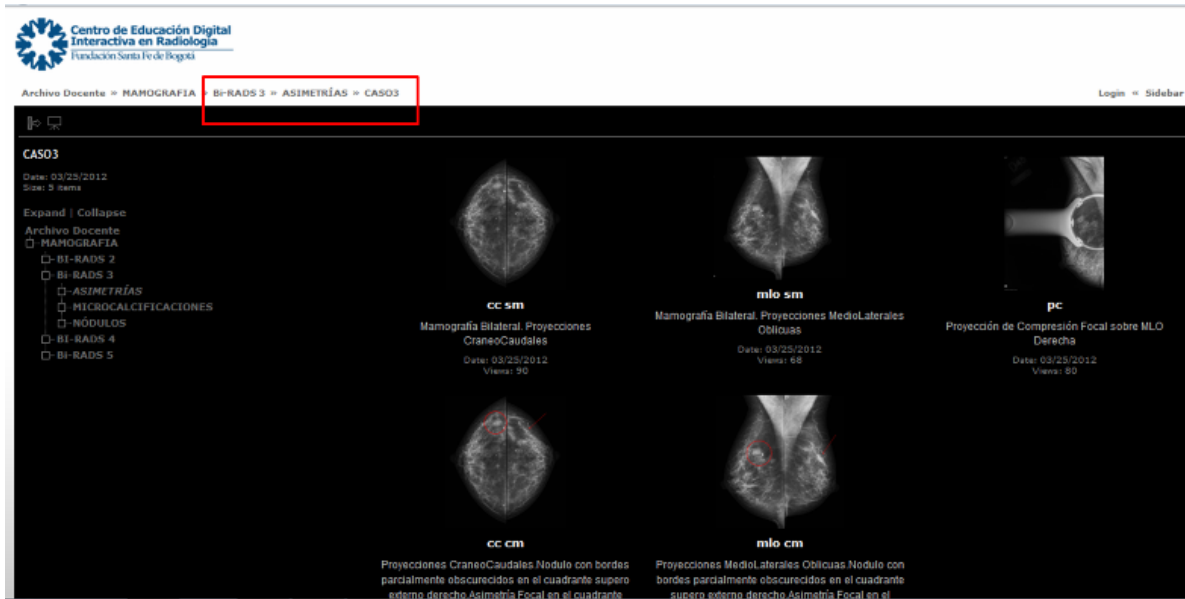 Centro de Educación Digital
Interactiva en Radiología
Fundación Santa Fe de Bogotá
Archivo Docente » MAMOGRAFIA » Bi-RADS 3 » ASIMETRÍAS » CASO3
Login « Sidebar
CASO3
Date: 03/25/2012
Size: 5 items
Expand | Collapse
Archivo Docente
MAMOGRAFIA
BI-RADS 2
Bi-RADS 3
ASIMETRÍAS
MICROCALCIFICACIONES
NÓDULOS
BI-RADS 4
Bi-RADS 5
cc sm
Mamografía Bilateral. Proyecciones
CraneoCaudales
Date: 03/25/2012
Views: 90
mlo sm
Mamografía Bilateral. Proyecciones MedioLaterales
Oblicuas
Date: 03/25/2012
Views: 68
pc
Proyección de Compresión Focal sobre MLO
Derecha
Date: 03/25/2012
Views: 80
cc cm
Proyecciones CraneoCaudales.Nodulo con bordes
parcialmente obscurecidos en el cuadrante supero
externo derecho.Asimetría Focal en el cuadrante
mlo cm
Proyecciones MedioLaterales Oblicuas.Nodulo con
bordes parcialmente obscurecidos en el cuadrante
supero externo derecho.Asimetría Focal en el